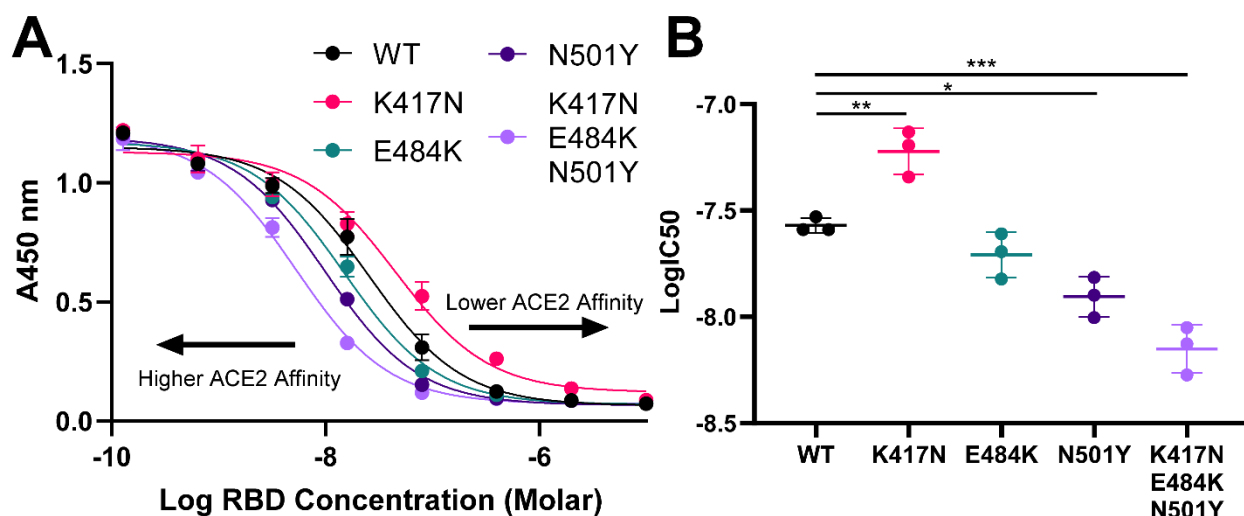 A
1.5
1.0
0.5
0.0
A450 nm
-10
-8
-6
Log RBD Concentration (Molar)
WT
K417N
E484K
N501Y
K417N
E484K
N501Y
Lower ACE2 Affinity
Higher ACE2 Affinity
B
***
*
**
-7.0
-7.5
-8.0
-8.5
LogIC50
WT
K417N
E484K
N501Y
K417N
E484K
N501Y